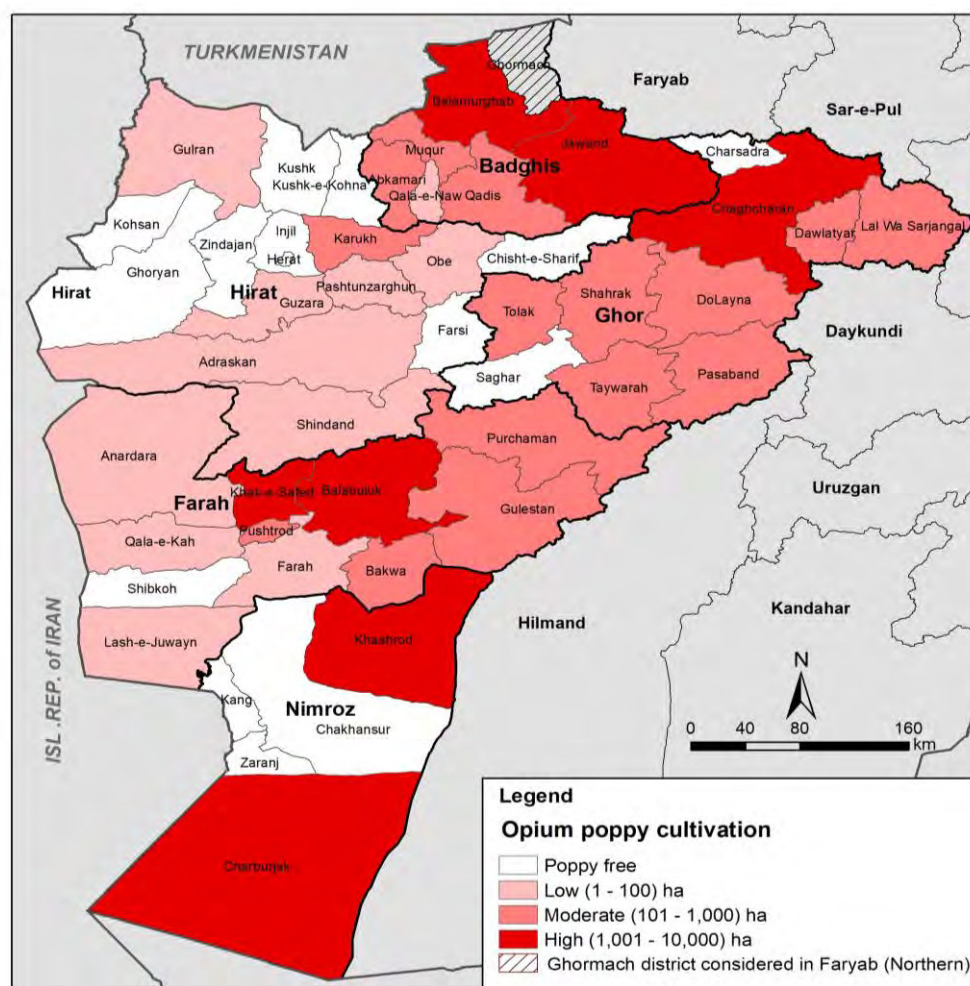 TURKMENISTAN
Ghormach
Faryab
Sar-e-Pul
Balamurghab
Gulran
Kushk
Jawand
Charsadra
Muqur
Badghis
Kushk-e-Kohna
Abkamari
Qala-e-Naw
Qadis
Chaghcharan
Kohsan
Zindajan
Injil
Karukh
Dawlatyar
Lal Wa Sarjangal
Herat
Obe
Chisht-e-Sharif
Ghoryan
Hirat
Hirat
Pashtunzarghun
Guzara
Shahrak
DoLayna
Tolak
Ghor
Farsi
Daykundi
Adraskan
Saghar
Taywarah
Pasaband
Shindand
Purchaman
Anardara
Khak-e-Safed
Balabuluk
Farah
Uruzgan
Gulestan
Pushtrod
Qala-e-Kah
Farah
Bakwa
Shibkoh
Kandahar
Hilmand
ISL .REP. of IRAN
Lash-e-Juwayn
Khashrod
N
Kang
Nimroz
Chakhansur
0 40 80 160
km
Zaranj
Charburjak
Legend
Opium poppy cultivation
Poppy free
Low (1 - 100) ha
Moderate (101 - 1,000) ha
High (1,001 - 10,000) ha
Ghormach district considered in Faryab (Northern)